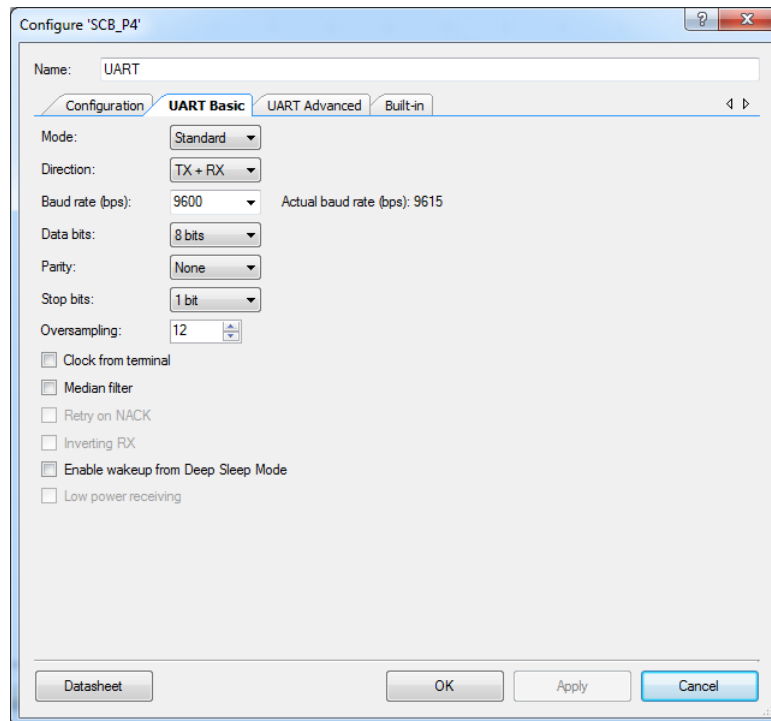 Configure 'SCB_P4'
Name: UART
Configuration UART Basic UART Advanced Built-in
Mode: Standard
Direction: TX + RX
Baud rate (bps): 9600 Actual baud rate (bps): 9615
Data bits: 8 bits
Parity: None
Stop bits: 1 bit
Oversampling: 12
Clock from terminal
Median filter
Retry on NACK
Inverting RX
Enable wakeup from Deep Sleep Mode
Low power receiving
Datasheet OK Apply Cancel